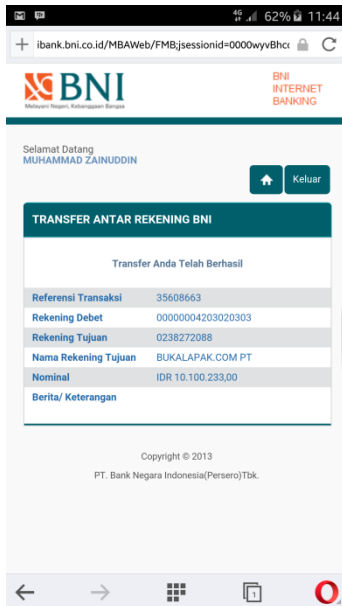 4G 62% 11:44
ibank.bni.co.id/MBAWeb/FMB;jsessionid=0000wyvBhcc
BNI
Melayani Negeri, Kebanggaan Bangsa
BNI
INTERNET
BANKING
Selamat Datang
MUHAMMAD ZAINUDDIN
Keluar
TRANSFER ANTAR REKENING BNI
Transfer Anda Telah Berhasil
Referensi Transaksi 35608663
Rekening Debet 00000004203020303
Rekening Tujuan 0238272088
Nama Rekening Tujuan BUKALAPAK.COM PT
Nominal IDR 10.100.233,00
Berita/ Keterangan
Copyright © 2013
PT. Bank Negara Indonesia(Persero)Tbk.
1